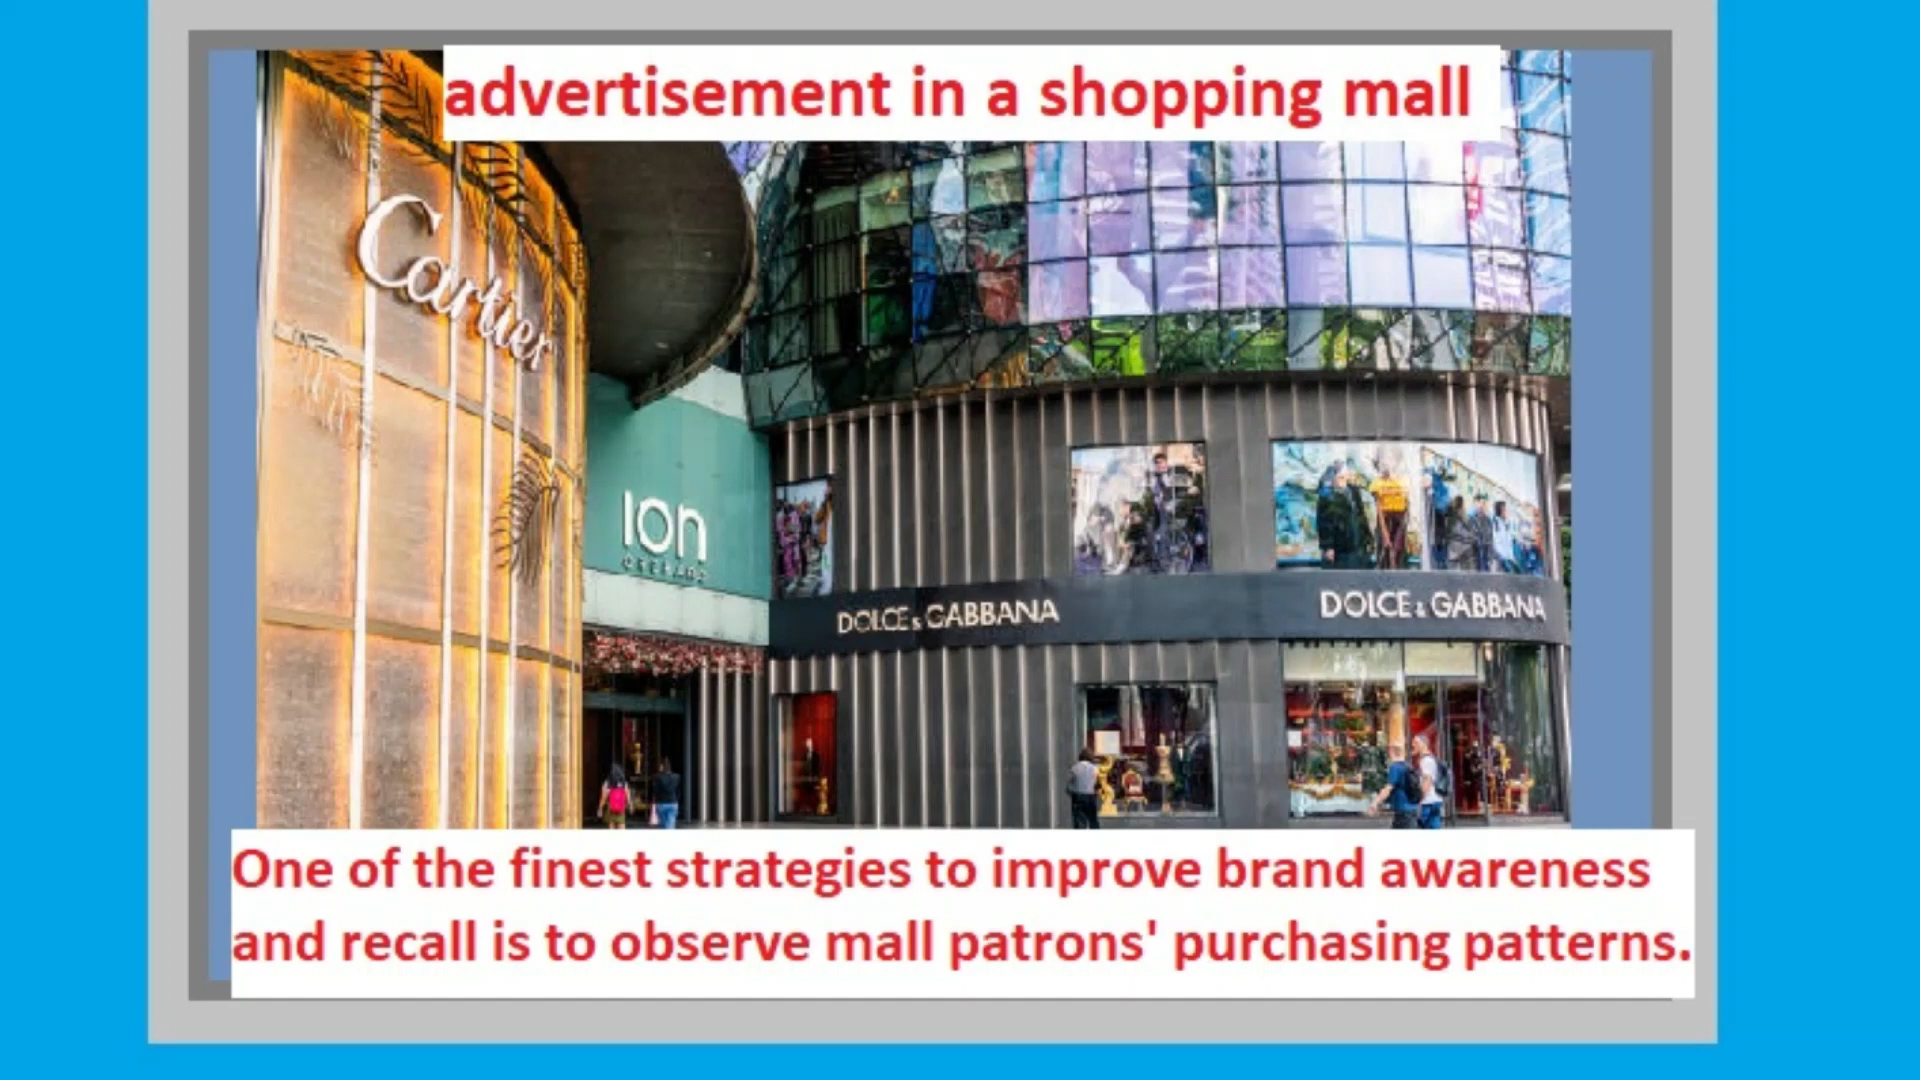 advertisement in a shopping mall
Cartier
ION
ORCHARD
DOLCE & GABBANA
DOLCE & GABBANA
One of the finest strategies to improve brand awareness
and recall is to observe mall patrons' purchasing patterns.